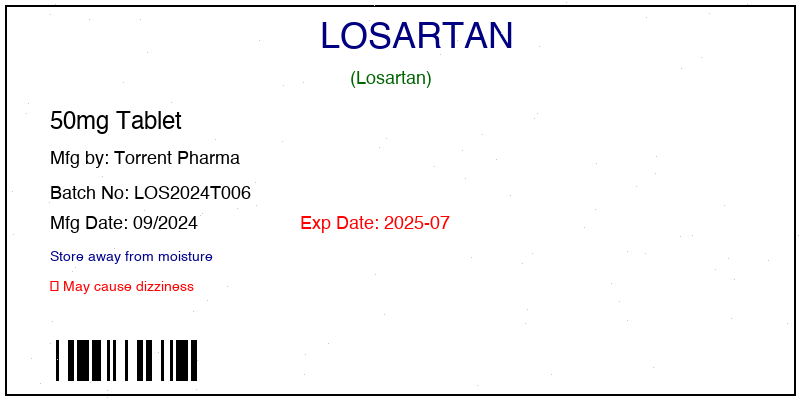 LOSARTAN
(Losartan)
50mg Tablet
Mfg by: Torrent Pharma
Batch No: LOS2024T006
Mfg Date: 09/2024 Exp Date: 2025-07
Store away from moisture
▯ May cause dizziness